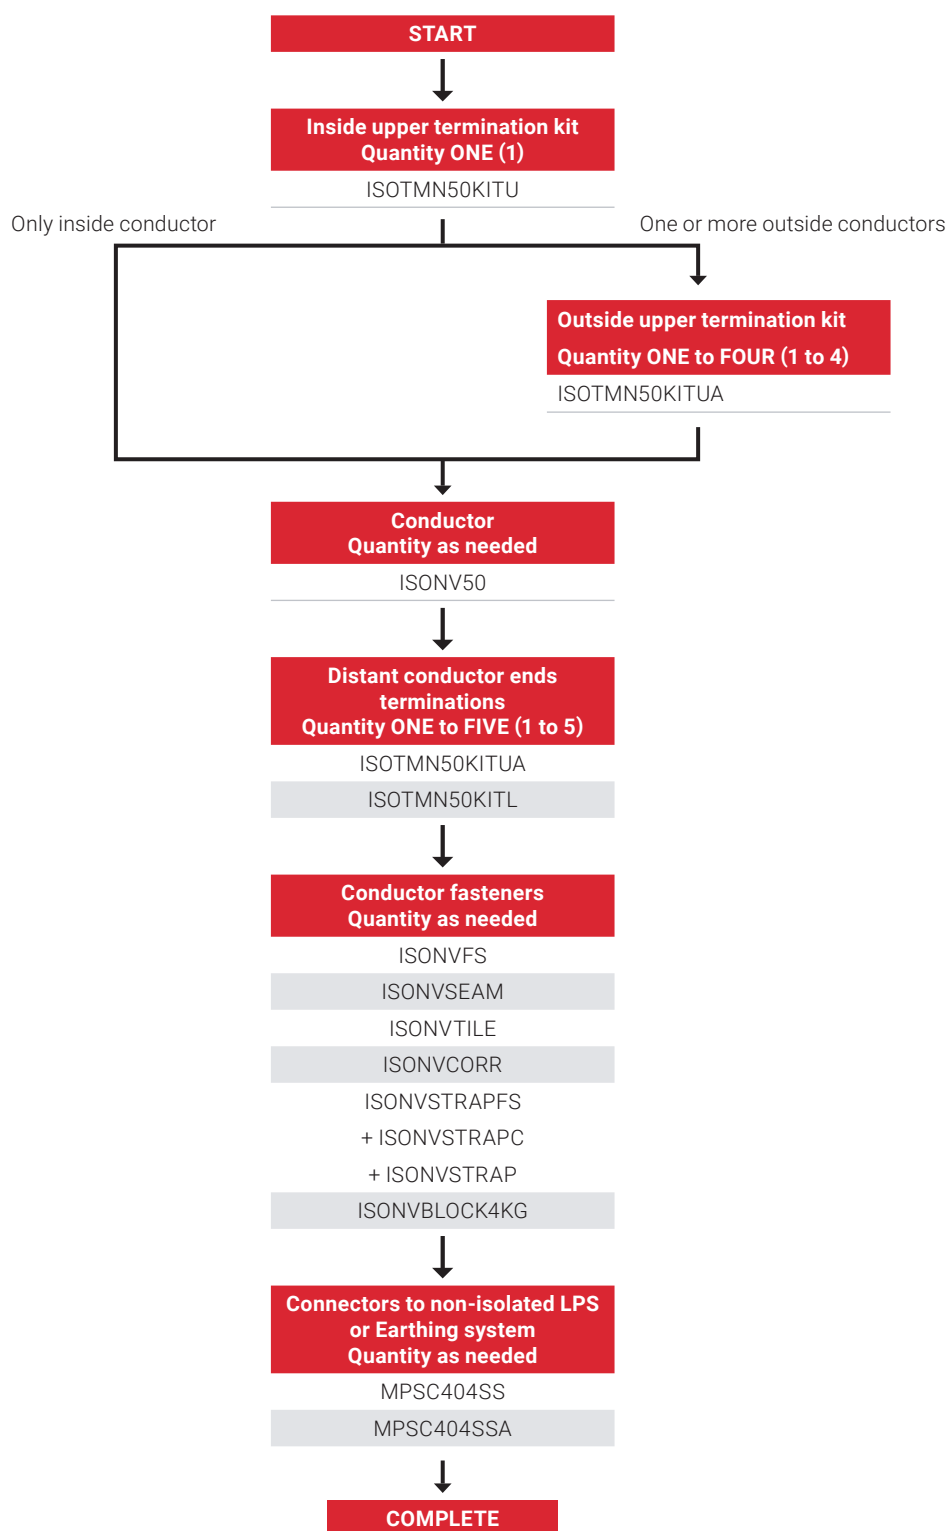 START
Inside upper termination kit
Quantity ONE (1)
ISOTMN50KITU
Only inside conductor
One or more outside conductors
Outside upper termination kit
Quantity ONE to FOUR (1 to 4)
ISOTMN50KITUA
Conductor
Quantity as needed
ISONV50
Distant conductor ends
terminations
Quantity ONE to FIVE (1 to 5)
ISOTMN50KITUA
ISOTMN50KITL
Conductor fasteners
Quantity as needed
ISONVFS
ISONVSEAM
ISONVTILE
ISONVCORR
ISONVSTRAPFS
+ ISONVSTRAPC
+ ISONVSTRAP
ISONVBLOCK4KG
Connectors to non-isolated LPS
or Earthing system
Quantity as needed
MPSC404SS
MPSC404SSA
COMPLETE